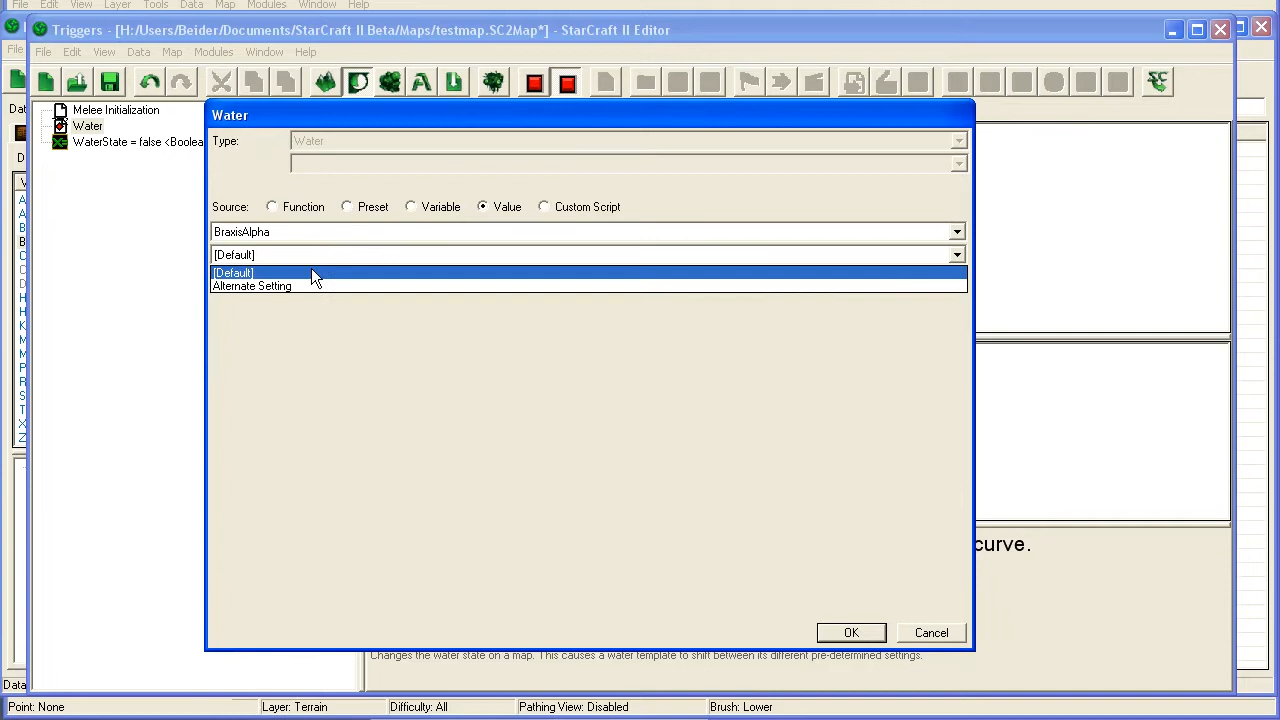 File Edit View Layer Tools Data Map Modules Window Help
Triggers - [H:/Users/Beider/Documents/StarCraft II Beta/Maps/testmap.SC2Map*] - StarCraft II Editor
File Edit View Data Map Modules Window Help
Melee Initialization
Water
WaterState = false <Boolea
Water
Type: Water
Source: Function Preset Variable Value Custom Script
BraxisAlpha
[Default]
[Default]
Alternate Setting
curve.
OK Cancel
Changes the water state on a map. This causes a water template to shift between its different pre-determined settings.
Point: None Layer: Terrain Difficulty: All Pathing View: Disabled Brush: Lower